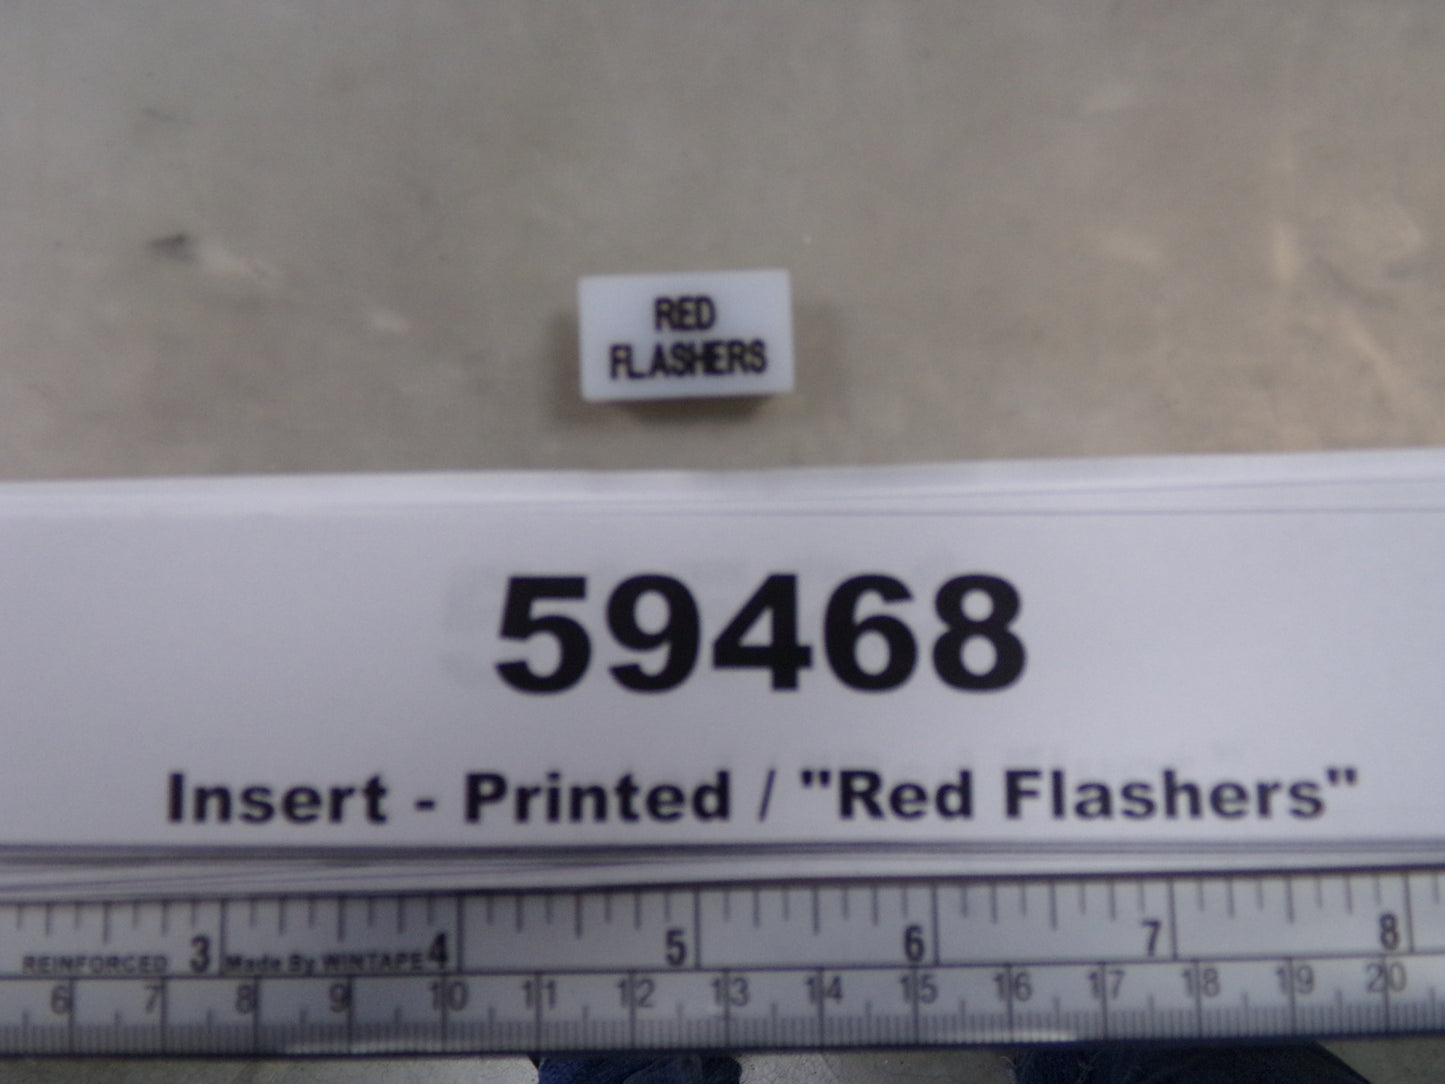 RED
FLASHERS
59468
Insert - Printed / "Red Flashers"
3 4 5 6 7 8
REINFORCED Made By WINTAPE
6 7 8 9 10 11 12 13 14 15 16 17 18 19 20